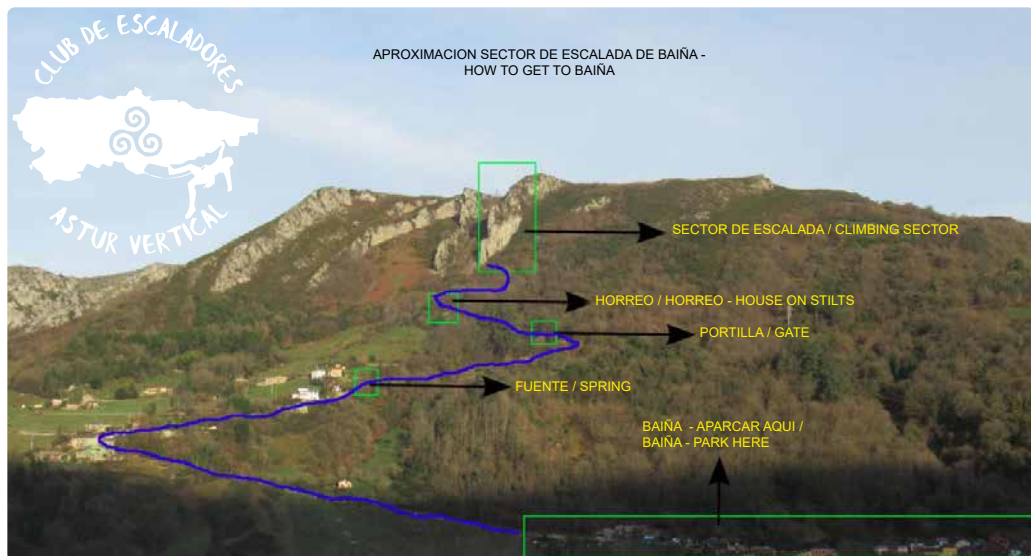 CLUB DE ESCALADORES
ASTUR VERTICAL
APROXIMACION SECTOR DE ESCALADA DE BAIÑA -
HOW TO GET TO BAIÑA
SECTOR DE ESCALADA / CLIMBING SECTOR
HORREO / HORREO - HOUSE ON STILTS
PORTILLA / GATE
FUENTE / SPRING
BAIÑA - APARCAR AQUI /
BAIÑA - PARK HERE